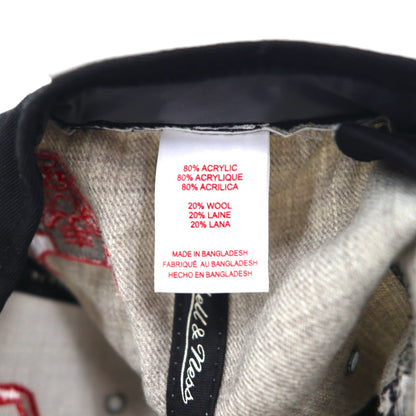 80% ACRYLIC
80% ACRYLIQUE
80% ACRILICA
20% WOOL
20% LAINE
20% LANA
MADE IN BANGLADESH
FABRIQUÉ AU BANGLADESH
HECHO EN BANGLADESH
& Ness